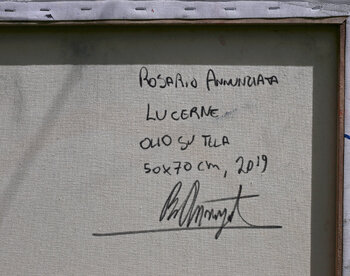 ROSARIO ANNUNZIATA
LUCERNE
OLIO SU TELA
50x70 cm, 2019